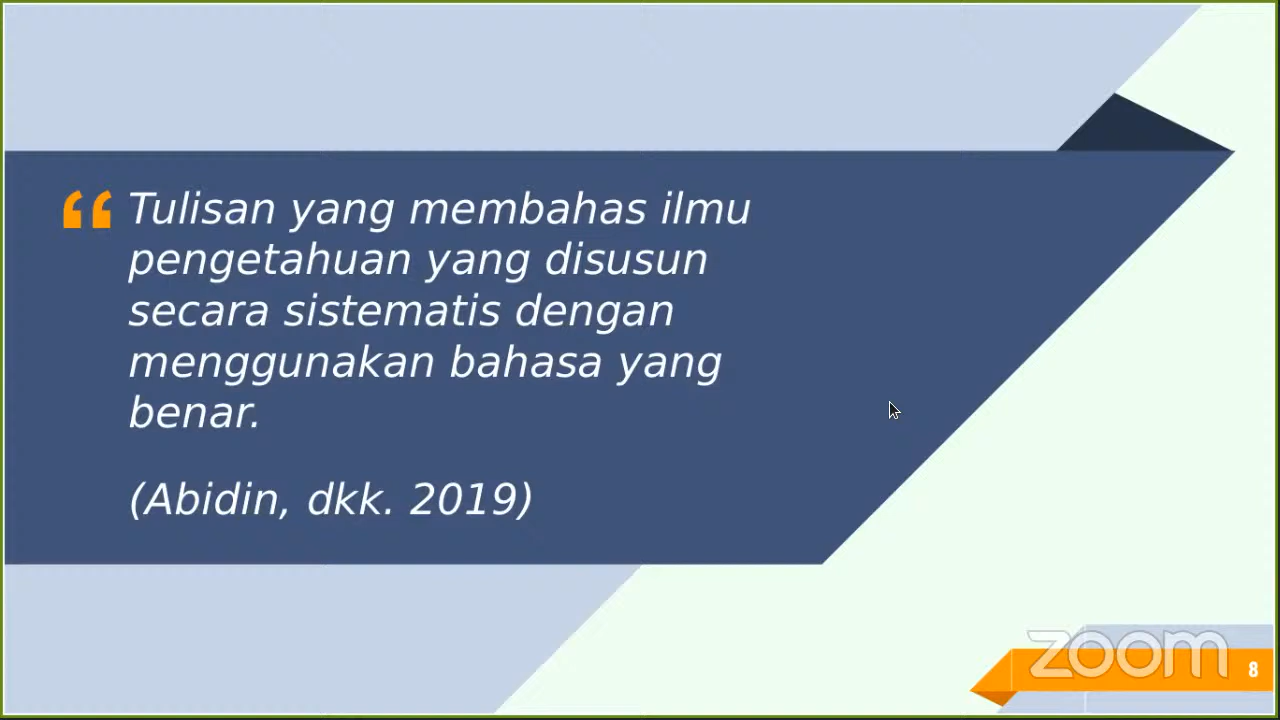 “ Tulisan yang membahas ilmu
pengetahuan yang disusun
secara sistematis dengan
menggunakan bahasa yang
benar.
(Abidin, dkk. 2019)
zoom
8